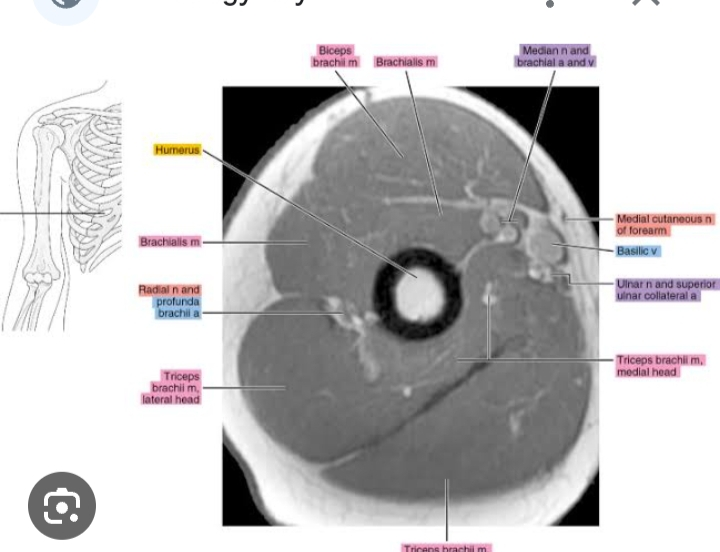 Biceps
brachii m
Brachialis m
Median n and
brachial a and v
Humerus
Medial cutaneous n
of forearm
Brachialis m
Basilic v
Ulnar n and superior
ulnar collateral a
Radial n and
profunda
brachii a
Triceps brachii m,
medial head
Triceps
brachii m,
lateral head
Triceps brachii m,